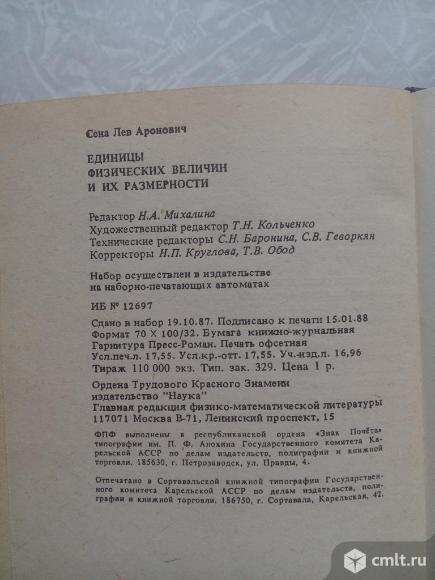 Сена Лев Аронович
ЕДИНИЦЫ
ФИЗИЧЕСКИХ ВЕЛИЧИН
И ИХ РАЗМЕРНОСТИ
Редактор Н.А. Михалина
Художественный редактор Т.Н. Кольченко
Технические редакторы С.Н. Баронина, С.В. Геворкян
Корректоры Н.П. Круглова, Т.В. Обод
Набор осуществлен в издательстве
на наборно-печатающих автоматах
ИБ № 12697
Сдано в набор 19.10.87. Подписано к печати 15.01.88
Формат 70 Х 100/32. Бумага книжно-журнальная
Гарнитура Пресс-Роман. Печать офсетная
Усл.печ.л. 17,55. Усл.кр.-отт. 17,55. Уч.-изд.л. 16,96
Тираж 110 000 экз. Тип. зак. 329. Цена 1 р.
Ордена Трудового Красного Знамени
издательство "Наука"
Главная редакция физико-математической литературы
117071 Москва В-71, Ленинский проспект, 15
ФПФ выполнены в республиканской ордена «Знак Почёта»
типографии им. П. Ф. Анохина Государственного комитета Ка-
рельской АССР по делам издательств, полиграфии и книжной
торговли. 185630, г. Петрозаводск, ул. Правды, 4.
Отпечатано в Сортавальской книжной типографии Государствен-
ного комитета Карельской АССР по делам издательств, поли-
графии и книжной торговли. 186750, г. Сортавала, Карельская, 42.
cmlt.ru